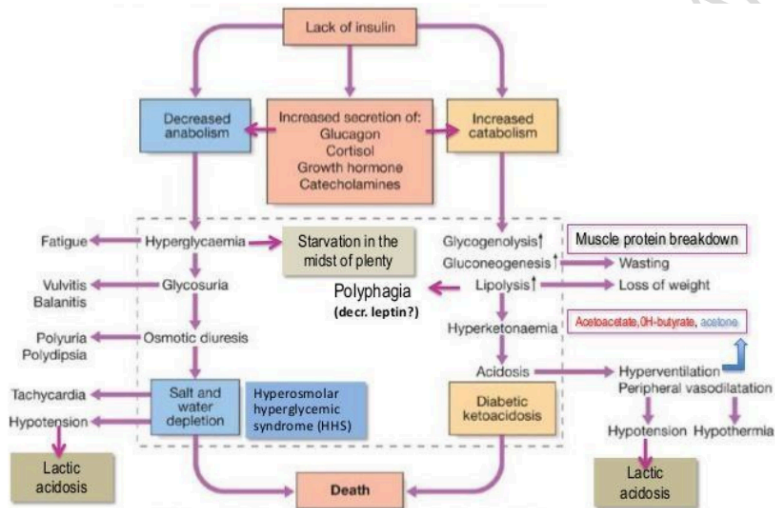 Lack of insulin
Decreased
anabolism
Increased secretion of:
Glucagon
Cortisol
Growth hormone
Catecholamines
Increased
catabolism
Fatigue
Hyperglycaemia
Starvation in the
midst of plenty
Glycogenolysis↑
Muscle protein breakdown
Gluconeogenesis↑
Wasting
Vulvitis
Balanitis
Glycosuria
Polyphagia
(decr. leptin?)
Lipolysis↑
Loss of weight
Polyuria
Polydipsia
Osmotic diuresis
Hyperketonaemia
Acetoacetate,0H-butyrate, acetone
Acidosis
Hyperventilation
Peripheral vasodilatation
Tachycardia
Hypotension
Salt and
water
depletion
Hyperosmolar
hyperglycemic
syndrome (HHS)
Diabetic
ketoacidosis
Hypotension
Hypothermia
Lactic
acidosis
Death
Lactic
acidosis